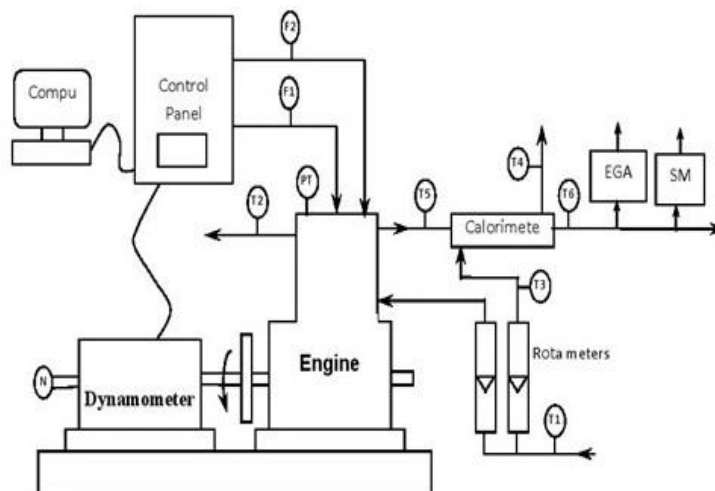 F2
Compu
Control
Panel
F1
T4
EGA
SM
T2
PT
T5
T6
Calorimete
T3
Engine
Rota meters
N
Dynamometer
T1